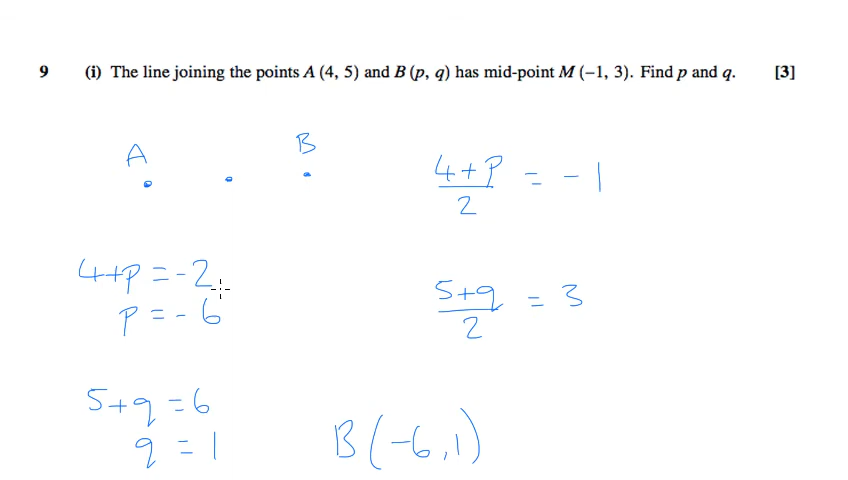 9 (i) The line joining the points A (4, 5) and B (p, q) has mid-point M (−1, 3). Find p and q. [3]
A B
4+p/2 = -1
4+p = -2
p = -6
5+q/2 = 3
5+q = 6
q = 1
B(-6,1)